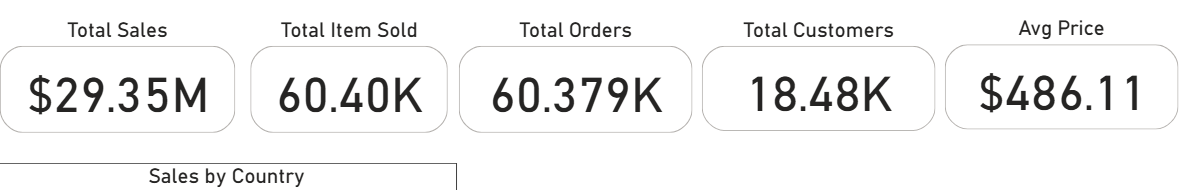 Total Sales
Total Item Sold
Total Orders
Total Customers
Avg Price
$29.35M
60.40K
60.379K
18.48K
$486.11
Sales by Country